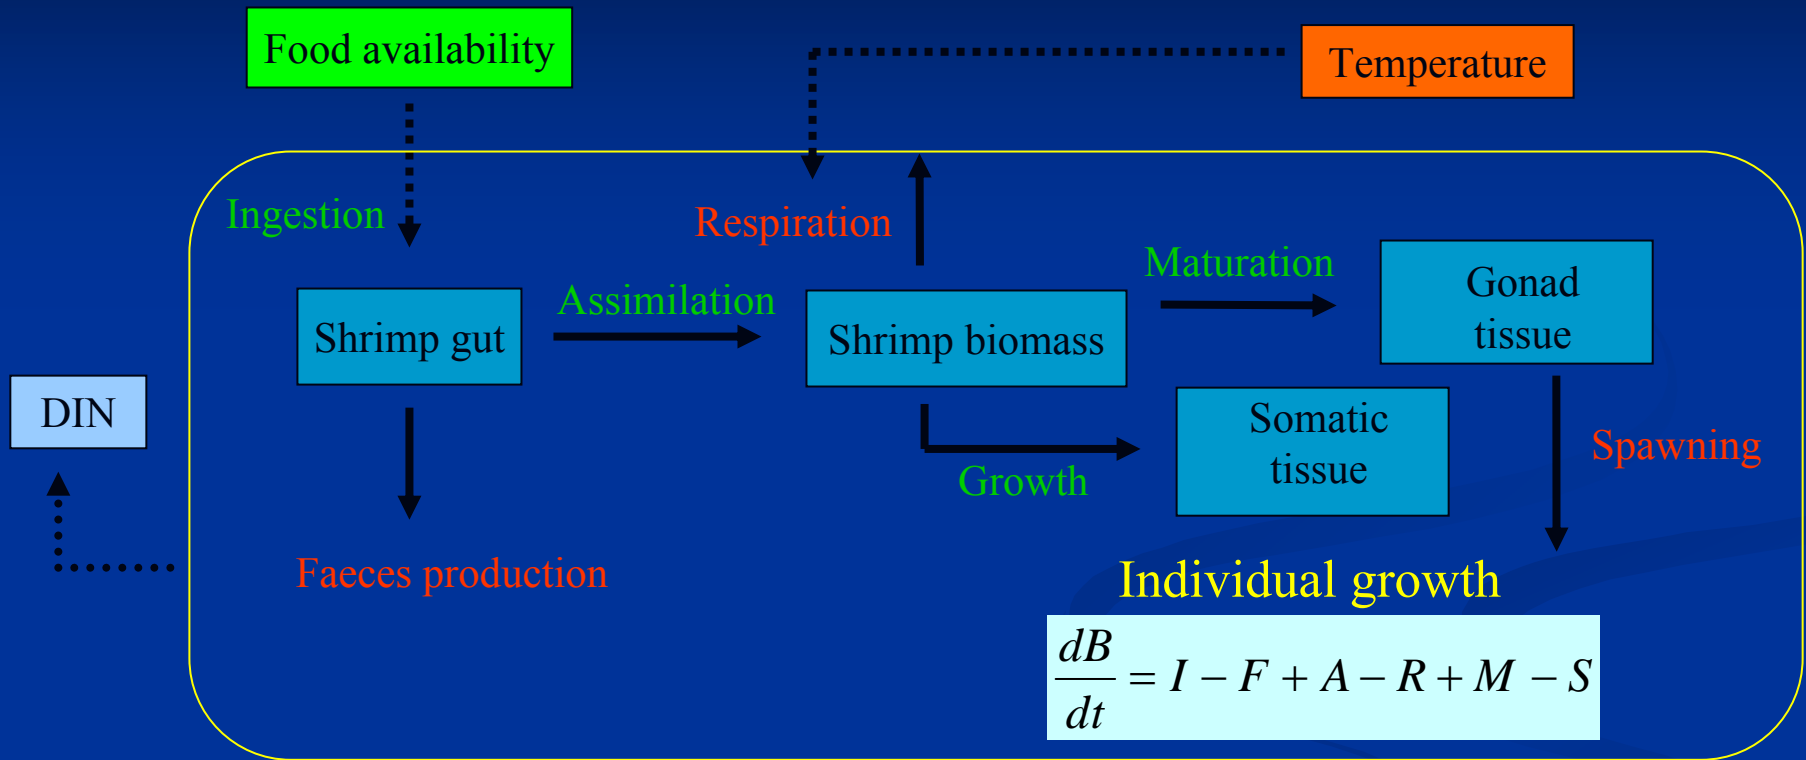 Food availability
Temperature
Ingestion
Respiration
Maturation
Gonad
tissue
Assimilation
Shrimp gut
Shrimp biomass
DIN
Somatic
tissue
Spawning
Growth
Faeces production
Individual growth
dB/dt = I − F + A − R + M − S